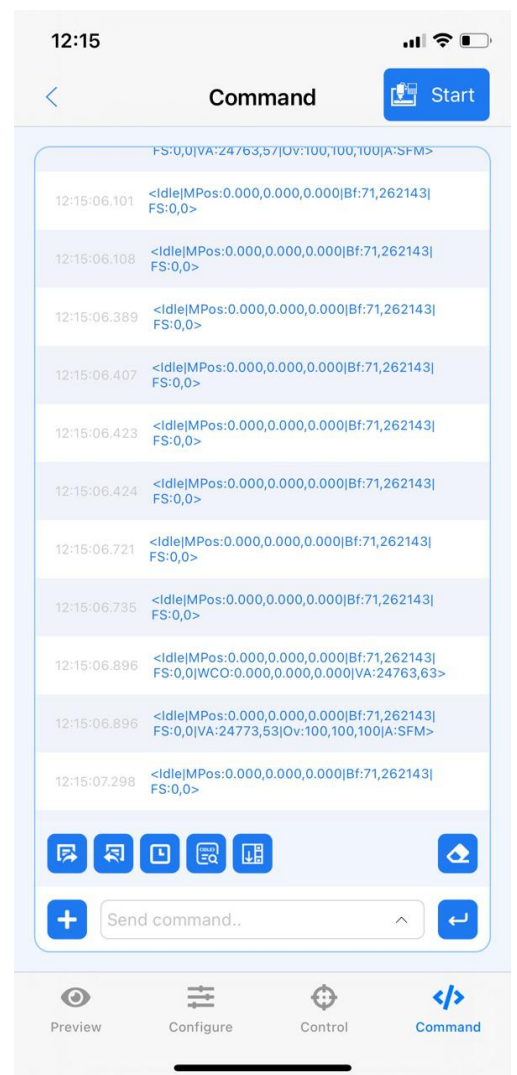 12:15
Command
Start
FS:0,0|VA:24763,57|Ov:100,100,100|A:SFM>
12:15:06.101
<Idle|MPos:0.000,0.000,0.000|Bf:71,262143|
FS:0,0>
12:15:06.108
<Idle|MPos:0.000,0.000,0.000|Bf:71,262143|
FS:0,0>
12:15:06.389
<Idle|MPos:0.000,0.000,0.000|Bf:71,262143|
FS:0,0>
12:15:06.407
<Idle|MPos:0.000,0.000,0.000|Bf:71,262143|
FS:0,0>
12:15:06.423
<Idle|MPos:0.000,0.000,0.000|Bf:71,262143|
FS:0,0>
12:15:06.424
<Idle|MPos:0.000,0.000,0.000|Bf:71,262143|
FS:0,0>
12:15:06.721
<Idle|MPos:0.000,0.000,0.000|Bf:71,262143|
FS:0,0>
12:15:06.735
<Idle|MPos:0.000,0.000,0.000|Bf:71,262143|
FS:0,0>
12:15:06.896
<Idle|MPos:0.000,0.000,0.000|Bf:71,262143|
FS:0,0|WCO:0.000,0.000,0.000|VA:24763,63>
12:15:06.896
<Idle|MPos:0.000,0.000,0.000|Bf:71,262143|
FS:0,0|VA:24773,53|Ov:100,100,100|A:SFM>
12:15:07.298
<Idle|MPos:0.000,0.000,0.000|Bf:71,262143|
FS:0,0>
Send command..
Preview
Configure
Control
Command